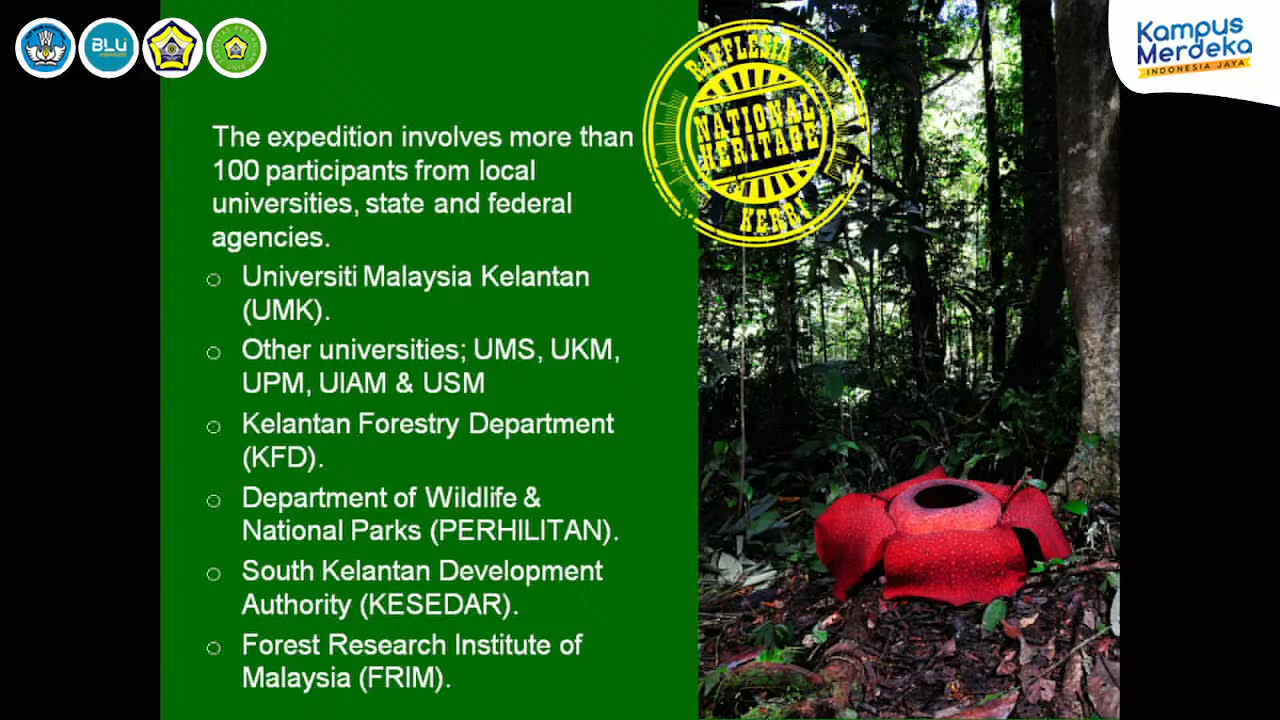 BLU
Kampus
Merdeka
INDONESIA JAYA
RAFFLESIA
NATIONAL
HERITAGE
KERBI
The expedition involves more than
100 participants from local
universities, state and federal
agencies.
Universiti Malaysia Kelantan
(UMK).
Other universities; UMS, UKM,
UPM, UIAM & USM
Kelantan Forestry Department
(KFD).
Department of Wildlife &
National Parks (PERHILITAN).
South Kelantan Development
Authority (KESEDAR).
Forest Research Institute of
Malaysia (FRIM).